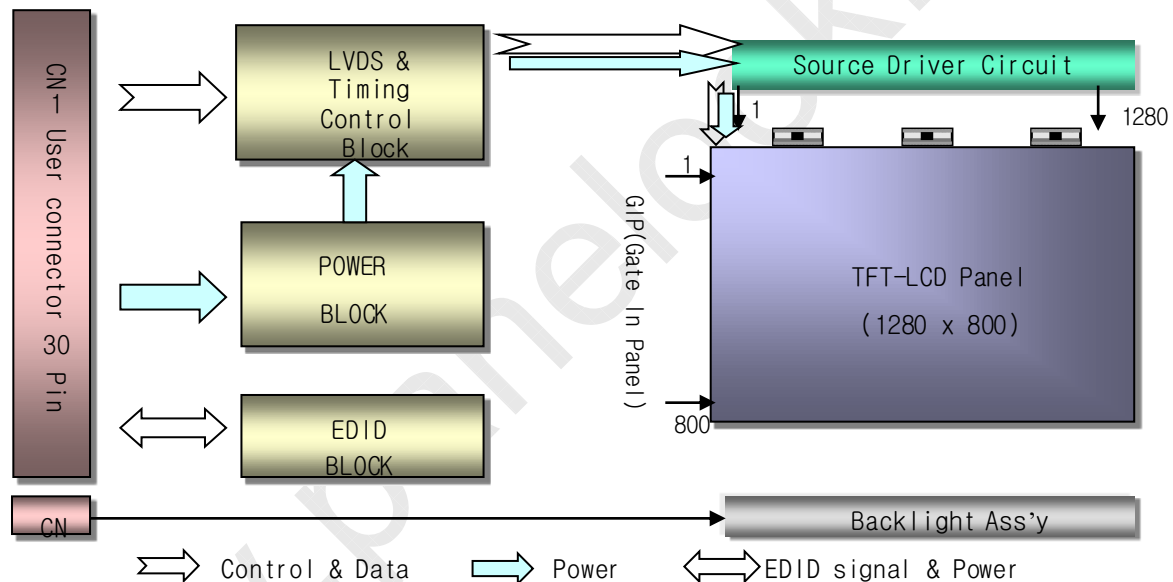 CN-1 User connector 30 Pin
LVDS &
Timing
Control
Block
Source Driver Circuit
1
1280
1
GIP(Gate In Panel)
800
POWER
BLOCK
TFT-LCD Panel
(1280 x 800)
EDID
BLOCK
CN
Backlight Ass'y
Control & Data
Power
EDID signal & Power